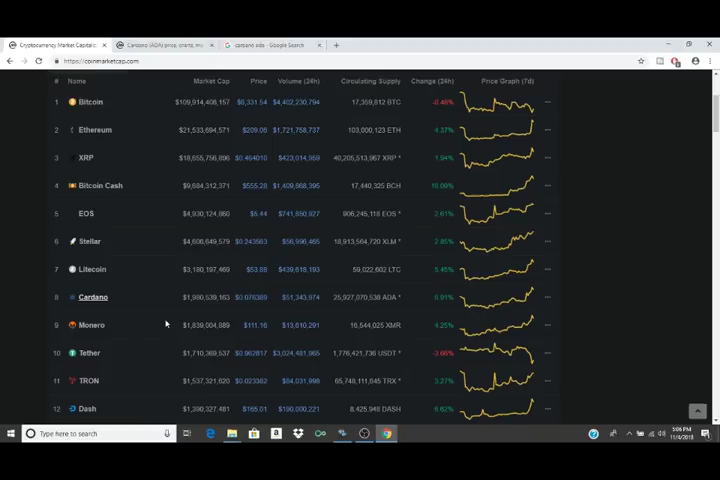 Cryptocurrency Market Capitaliz
Cardano (ADA) price, charts, ma
cardano ada - Google Search
https://coinmarketcap.com
# Name Market Cap Price Volume (24h) Circulating Supply Change (24h) Price Graph (7d)
1 Bitcoin $109,914,406,157 $6,331.54 $4,402,230,794 17,359,812 BTC -0.46%
2 Ethereum $21,533,694,571 $209.06 $1,721,758,737 103,000,123 ETH 4.37%
3 XRP $18,655,756,896 $0.464010 $423,014,959 40,205,513,967 XRP * 1.94%
4 Bitcoin Cash $9,684,312,371 $555.28 $1,409,968,395 17,440,325 BCH
5 EOS $4,930,124,860 $5.44 $741,850,927 906,245,118 EOS * 2.61%
6 Stellar $4,606,649,579 $0.243563 $56,996,465 18,913,564,720 XLM * 2.85%
7 Litecoin $3,180,197,469 $53.88 $439,618,193 59,022,602 LTC 5.45%
8 Cardano $1,980,539,163 $0.076389 $51,343,974 25,927,070,538 ADA *
9 Monero $1,839,004,889 $111.16 $13,610,291 16,544,025 XMR 4.25%
10 Tether $1,710,369,537 $0.962817 $3,024,481,965 1,776,421,736 USDT * -3.66%
11 TRON $1,537,321,620 $0.023382 $84,031,998 65,748,111,645 TRX * 3.27%
12 Dash $1,390,327,481 $165.01 $190,000,221 8,425,948 DASH 6.62%
Type here to search
5:06 PM
11/4/2018